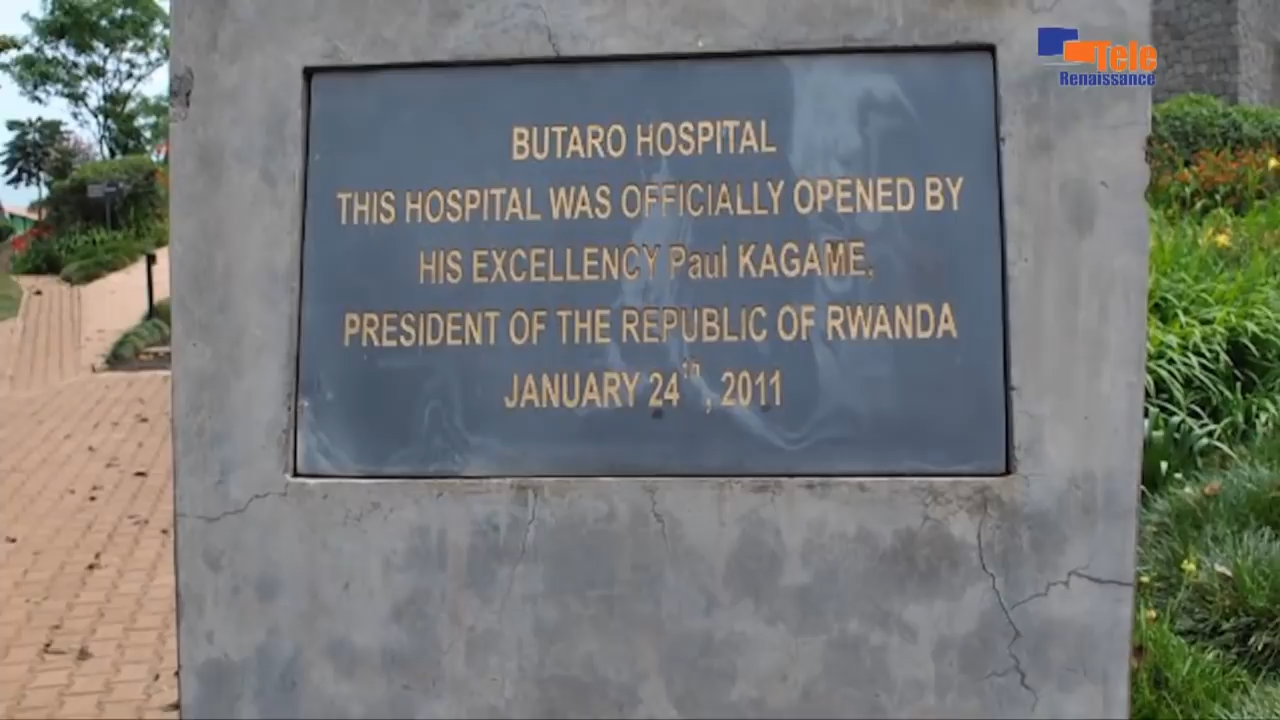 Tele
Renaissance
BUTARO HOSPITAL
THIS HOSPITAL WAS OFFICIALLY OPENED BY
HIS EXCELLENCY Paul KAGAME,
PRESIDENT OF THE REPUBLIC OF RWANDA
JANUARY 24th, 2011